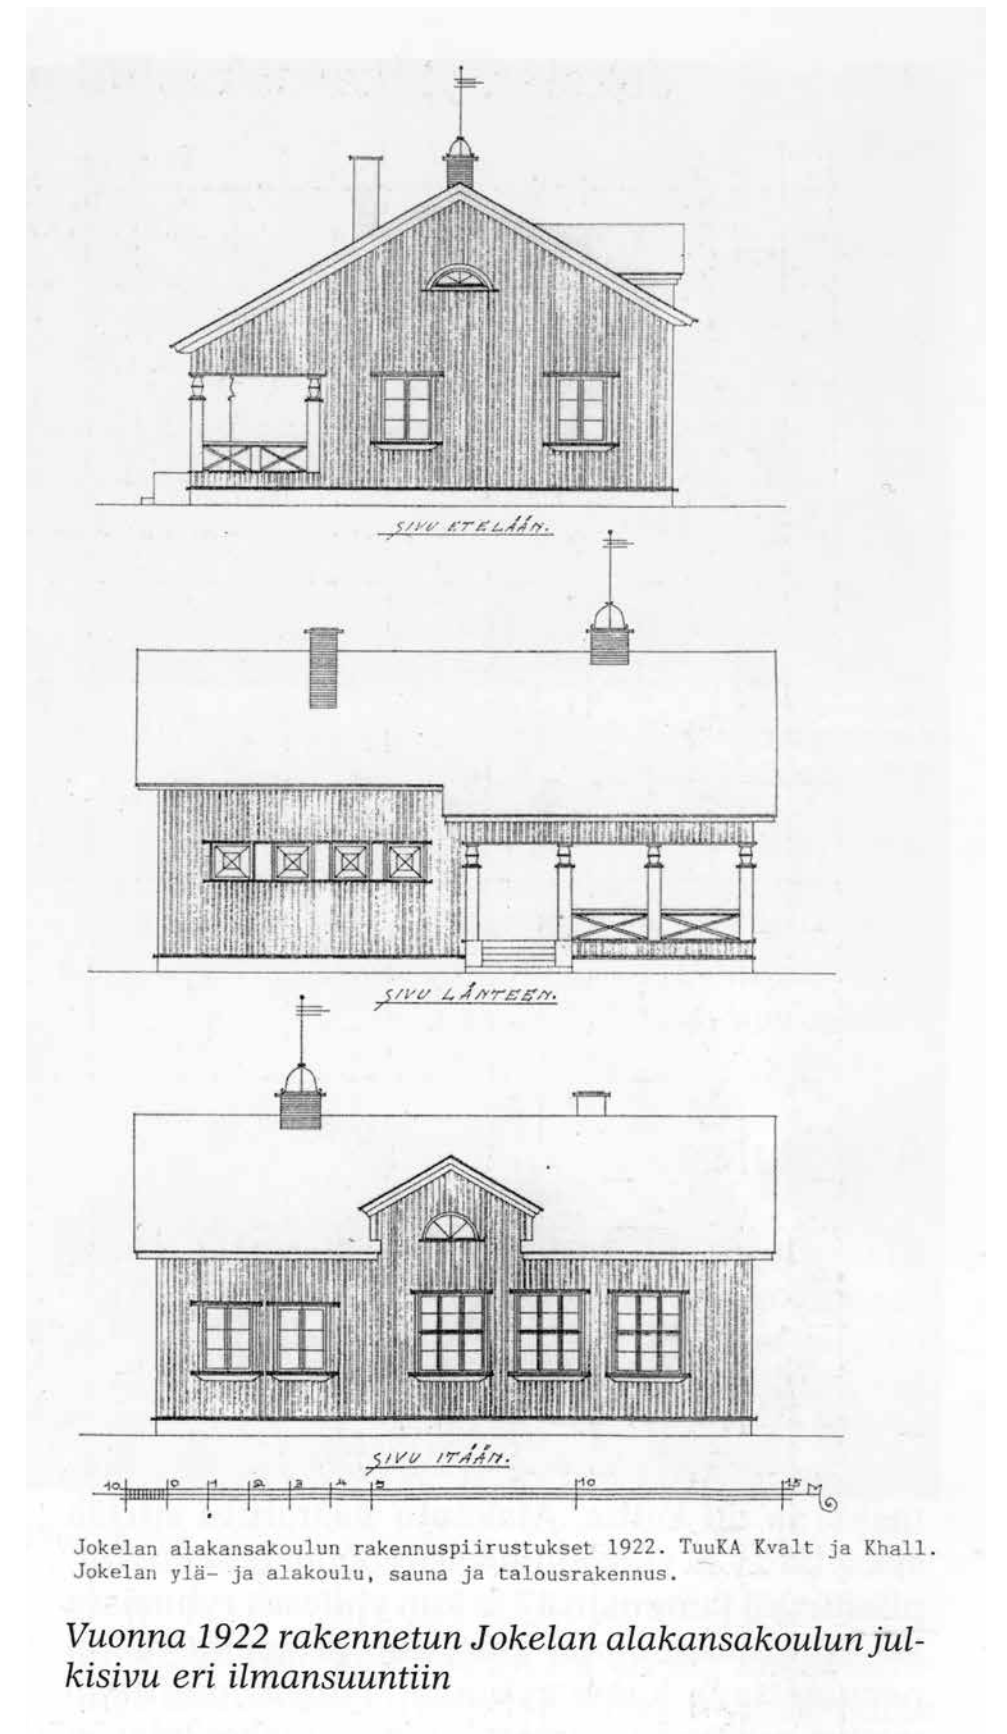 SIVU ETELÄÄN.
SIVU LÄNTEEN.
SIVU ITÄÄN.
10 0 1 2 3 4 5 10 15 M
Jokelan alakansakoulun rakennuspiirustukset 1922. TuuKA Kvalt ja Khall.
Jokelan ylä- ja alakoulu, sauna ja talousrakennus.
Vuonna 1922 rakennetun Jokelan alakansakoulun jul-
kisivu eri ilmansuuntiin